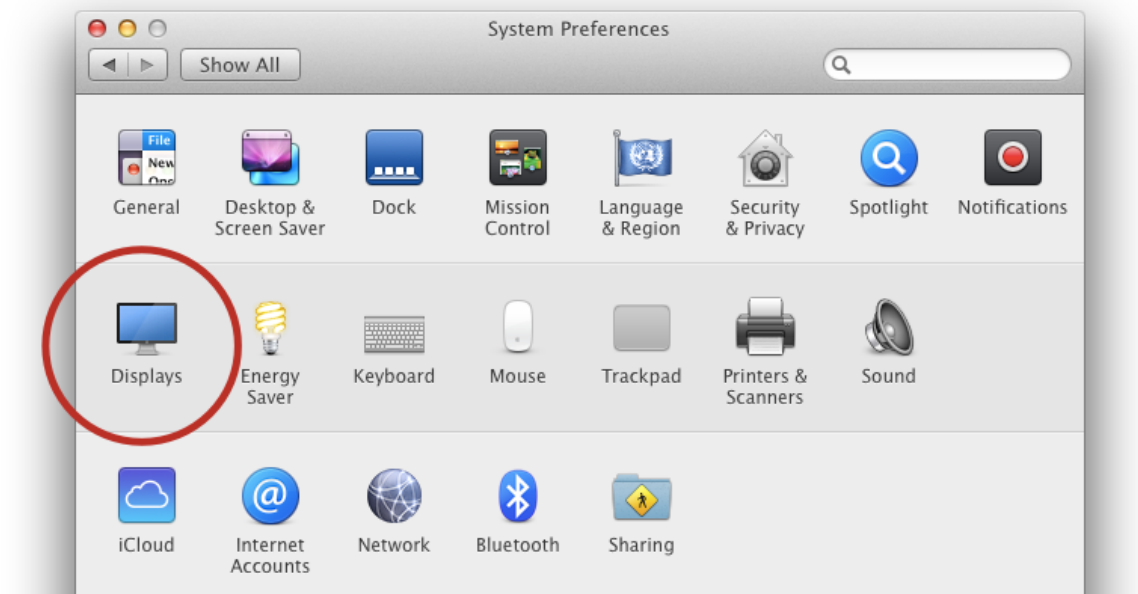 System Preferences
Show All
File
New
Ope
General
Desktop &
Screen Saver
Dock
Mission
Control
Language
& Region
Security
& Privacy
Spotlight
Notifications
Displays
Energy
Saver
Keyboard
Mouse
Trackpad
Printers &
Scanners
Sound
@
iCloud
Internet
Accounts
Network
Bluetooth
Sharing